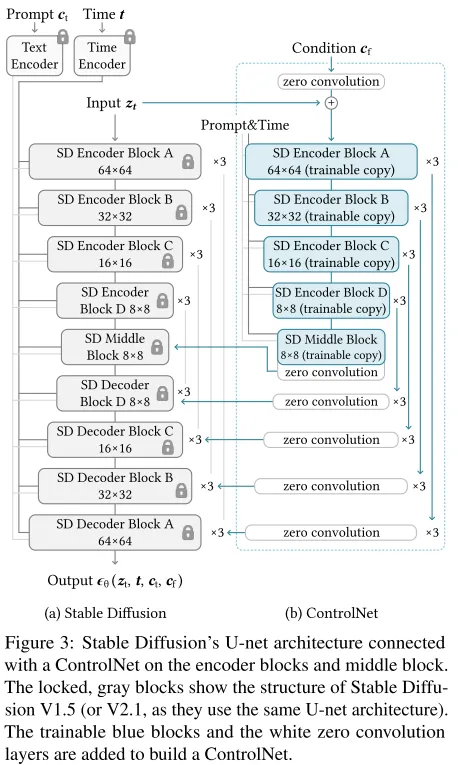 Prompt cₜ Time t
Text
Encoder
Time
Encoder
Input zₜ
SD Encoder Block A
64×64
×3
SD Encoder Block B
32×32
×3
SD Encoder Block C
16×16
×3
SD Encoder
Block D 8×8
×3
SD Middle
Block 8×8
SD Decoder
Block D 8×8
×3
SD Decoder Block C
16×16
×3
SD Decoder Block B
32×32
×3
SD Decoder Block A
64×64
×3
Output ϵθ(zₜ, t, cₜ, c_f)
(a) Stable Diffusion
Condition c_f
zero convolution
+
Prompt&Time
SD Encoder Block A
64×64 (trainable copy)
×3
SD Encoder Block B
32×32 (trainable copy)
×3
SD Encoder Block C
16×16 (trainable copy)
×3
SD Encoder Block D
8×8 (trainable copy)
×3
SD Middle Block
8×8 (trainable copy)
zero convolution
zero convolution
×3
zero convolution
×3
zero convolution
×3
zero convolution
×3
(b) ControlNet
Figure 3: Stable Diffusion's U-net architecture connected
with a ControlNet on the encoder blocks and middle block.
The locked, gray blocks show the structure of Stable Diffu-
sion V1.5 (or V2.1, as they use the same U-net architecture).
The trainable blue blocks and the white zero convolution
layers are added to build a ControlNet.